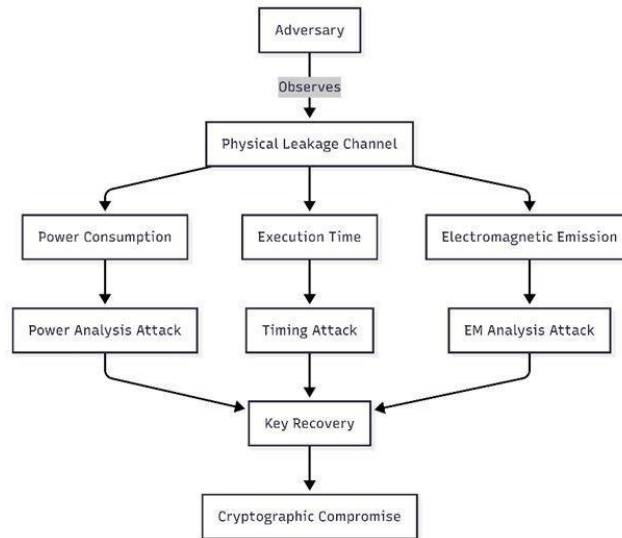 Adversary
Observes
Physical Leakage Channel
Power Consumption
Execution Time
Electromagnetic Emission
Power Analysis Attack
Timing Attack
EM Analysis Attack
Key Recovery
Cryptographic Compromise